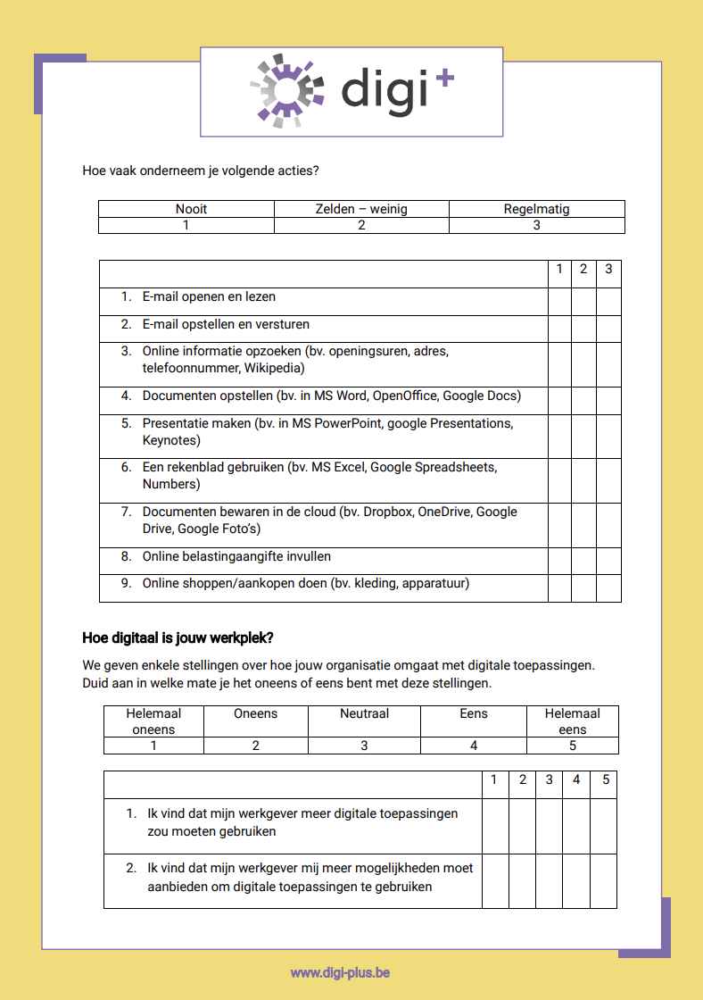 digi+
Hoe vaak onderneem je volgende acties?
Nooit Zelden – weinig Regelmatig
1 2 3
1 2 3
1. E-mail openen en lezen
2. E-mail opstellen en versturen
3. Online informatie opzoeken (bv. openingsuren, adres,
telefoonnummer, Wikipedia)
4. Documenten opstellen (bv. in MS Word, OpenOffice, Google Docs)
5. Presentatie maken (bv. in MS PowerPoint, google Presentations,
Keynotes)
6. Een rekenblad gebruiken (bv. MS Excel, Google Spreadsheets,
Numbers)
7. Documenten bewaren in de cloud (bv. Dropbox, OneDrive, Google
Drive, Google Foto’s)
8. Online belastingaangifte invullen
9. Online shoppen/aankopen doen (bv. kleding, apparatuur)
Hoe digitaal is jouw werkplek?
We geven enkele stellingen over hoe jouw organisatie omgaat met digitale toepassingen.
Duid aan in welke mate je het oneens of eens bent met deze stellingen.
Helemaal Oneens Neutraal Eens Helemaal
oneens eens
1 2 3 4 5
1 2 3 4 5
1. Ik vind dat mijn werkgever meer digitale toepassingen
zou moeten gebruiken
2. Ik vind dat mijn werkgever mij meer mogelijkheden moet
aanbieden om digitale toepassingen te gebruiken
www.digi-plus.be